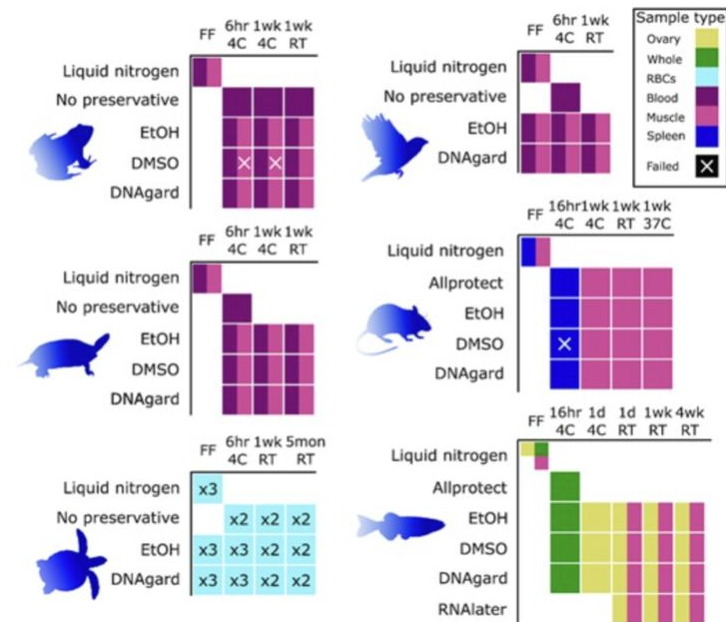 6hr 1wk 1wk
FF 4C 4C RT
Liquid nitrogen
No preservative
EtOH
DMSO
× ×
DNAgard
6hr 1wk
FF 4C RT
Liquid nitrogen
No preservative
EtOH
DNAgard
Sample type
Ovary
Whole
RBCs
Blood
Muscle
Spleen
Failed ×
6hr 1wk 1wk
FF 4C 4C RT
Liquid nitrogen
No preservative
EtOH
DMSO
DNAgard
16hr 1wk 1wk 1wk
FF 4C 4C RT 37C
Liquid nitrogen
Allprotect
EtOH
DMSO ×
DNAgard
6hr 1wk 5mon
FF 4C RT RT
Liquid nitrogen x3
No preservative x2 x2 x2
EtOH x3 x3 x2 x2
DNAgard x3 x3 x2 x2
16hr 1d 1d 1wk 4wk
FF 4C 4C RT RT RT
Liquid nitrogen
Allprotect
EtOH
DMSO
DNAgard
RNAlater